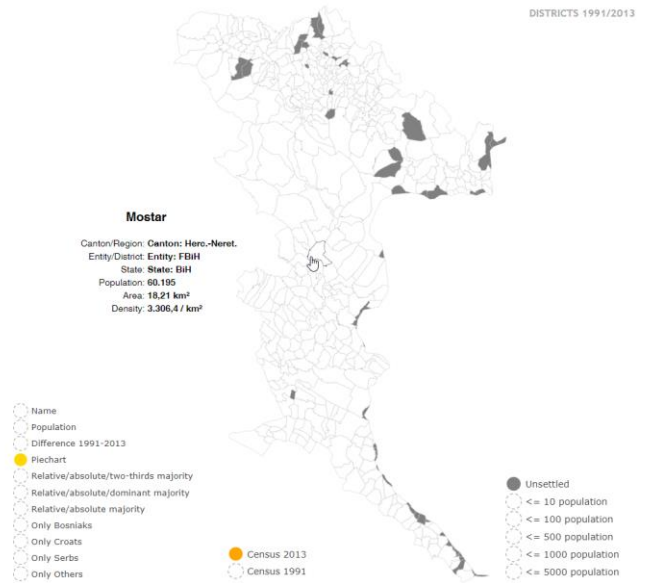 DISTRICTS 1991/2013
Mostar
Canton/Region: Canton: Herc.-Neret.
Entity/District: Entity: FBiH
State: State: BiH
Population: 60.195
Area: 18,21 km²
Density: 3.306,4 / km²
Name
Population
Difference 1991-2013
Piechart
Relative/absolute/two-thirds majority
Relative/absolute/dominant majority
Relative/absolute majority
Only Bosniaks
Only Croats
Only Serbs
Only Others
Census 2013
Census 1991
Unsettled
<= 10 population
<= 100 population
<= 500 population
<= 1000 population
<= 5000 population